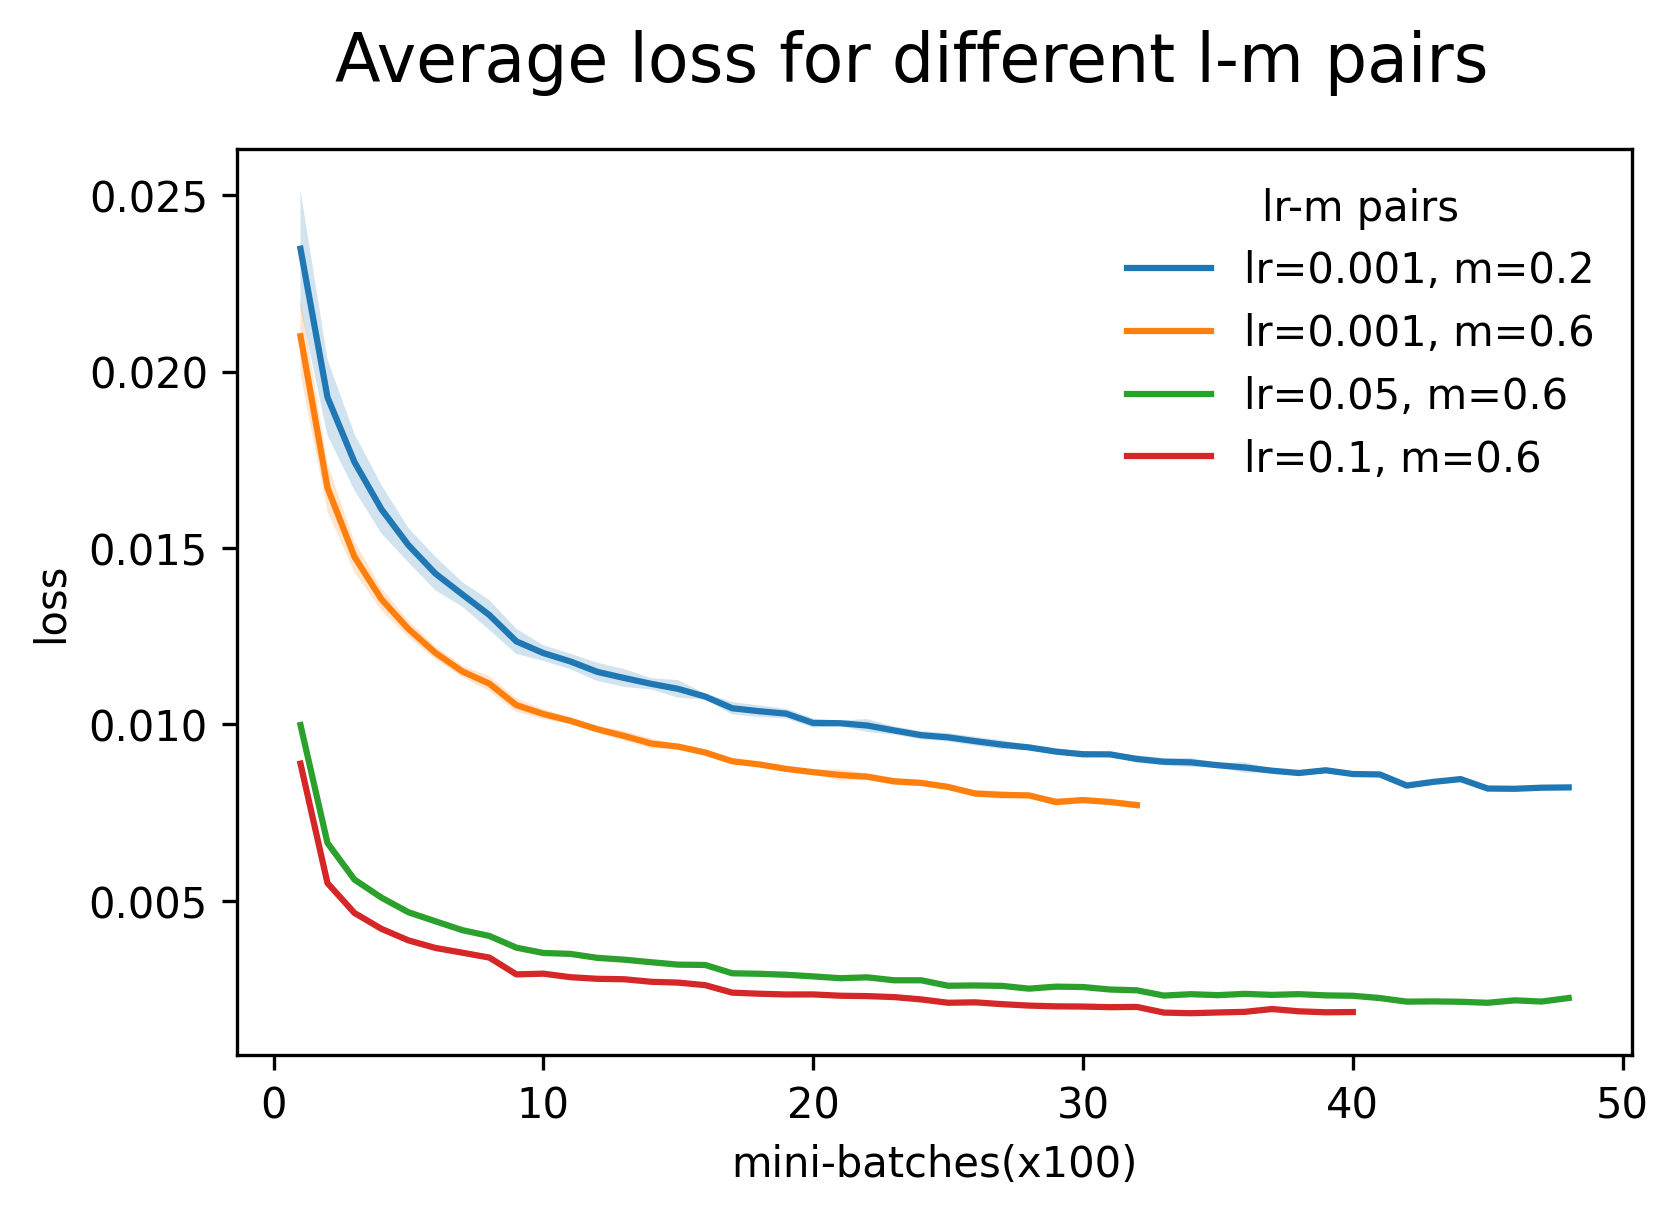 Average loss for different l-m pairs
lr-m pairs
lr=0.001, m=0.2
lr=0.001, m=0.6
lr=0.05, m=0.6
lr=0.1, m=0.6
0.025
0.020
0.015
0.010
0.005
loss
0 10 20 30 40 50
mini-batches(x100)